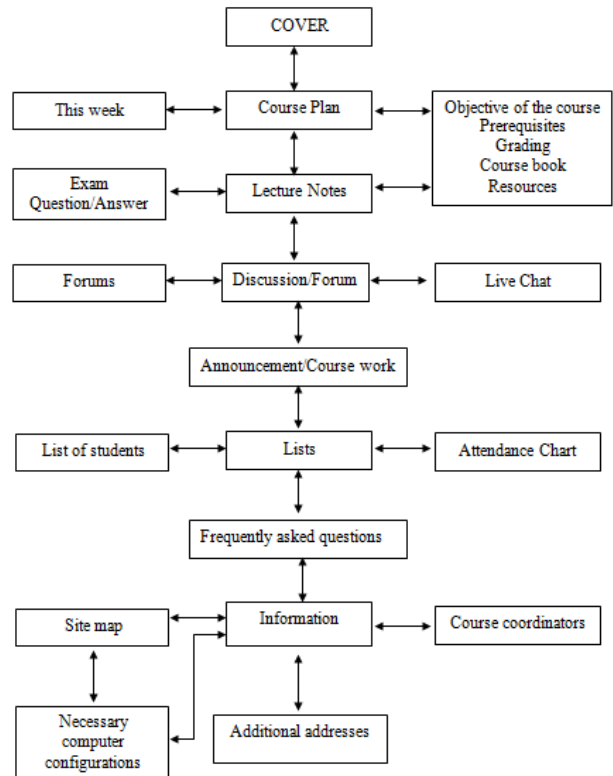 COVER
This week
Course Plan
Objective of the course
Prerequisites
Grading
Course book
Resources
Exam
Question/Answer
Lecture Notes
Forums
Discussion/Forum
Live Chat
Announcement/Course work
List of students
Lists
Attendance Chart
Frequently asked questions
Site map
Information
Course coordinators
Necessary
computer
configurations
Additional addresses